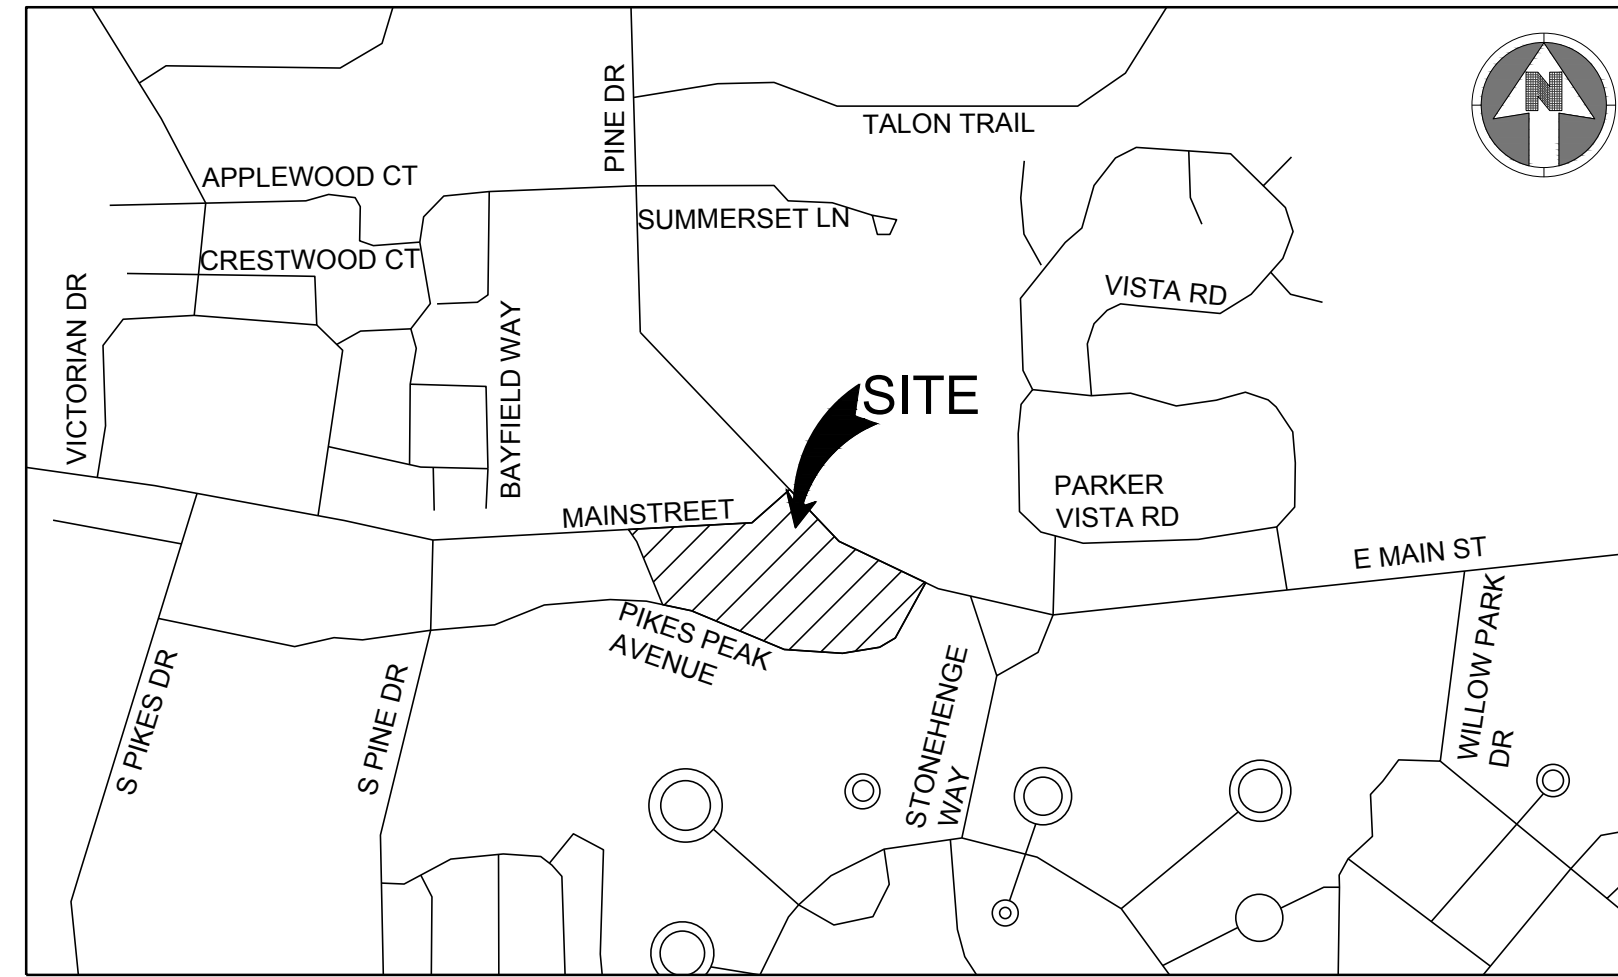 N
PINE DR
TALON TRAIL
APPLEWOOD CT
SUMMERSET LN
CRESTWOOD CT
VICTORIAN DR
VISTA RD
BAYFIELD WAY
SITE
PARKER
VISTA RD
MAINSTREET
E MAIN ST
PIKES PEAK
AVENUE
WILLOW PARK
DR
S PIKES DR
S PINE DR
STONEHENGE
WAY